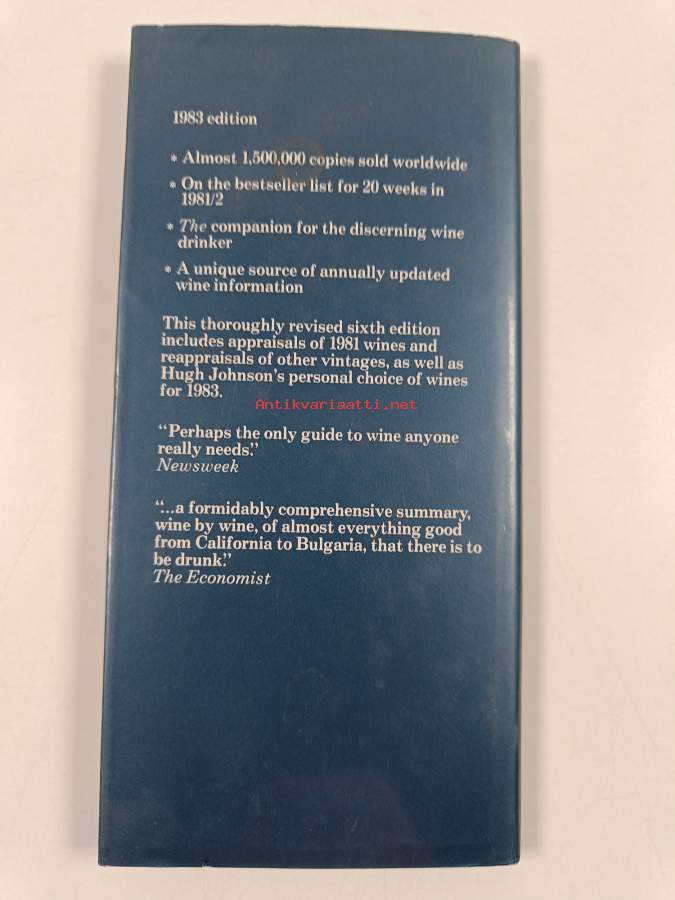 1983 edition
* Almost 1,500,000 copies sold worldwide
* On the bestseller list for 20 weeks in
1981/2
* The companion for the discerning wine
drinker
* A unique source of annually updated
wine information
This thoroughly revised sixth edition
includes appraisals of 1981 wines and
reappraisals of other vintages, as well as
Hugh Johnson's personal choice of wines
for 1983.
Antikvariaatti.net
“Perhaps the only guide to wine anyone
really needs.”
Newsweek
“...a formidably comprehensive summary,
wine by wine, of almost everything good
from California to Bulgaria, that there is to
be drunk.”
The Economist